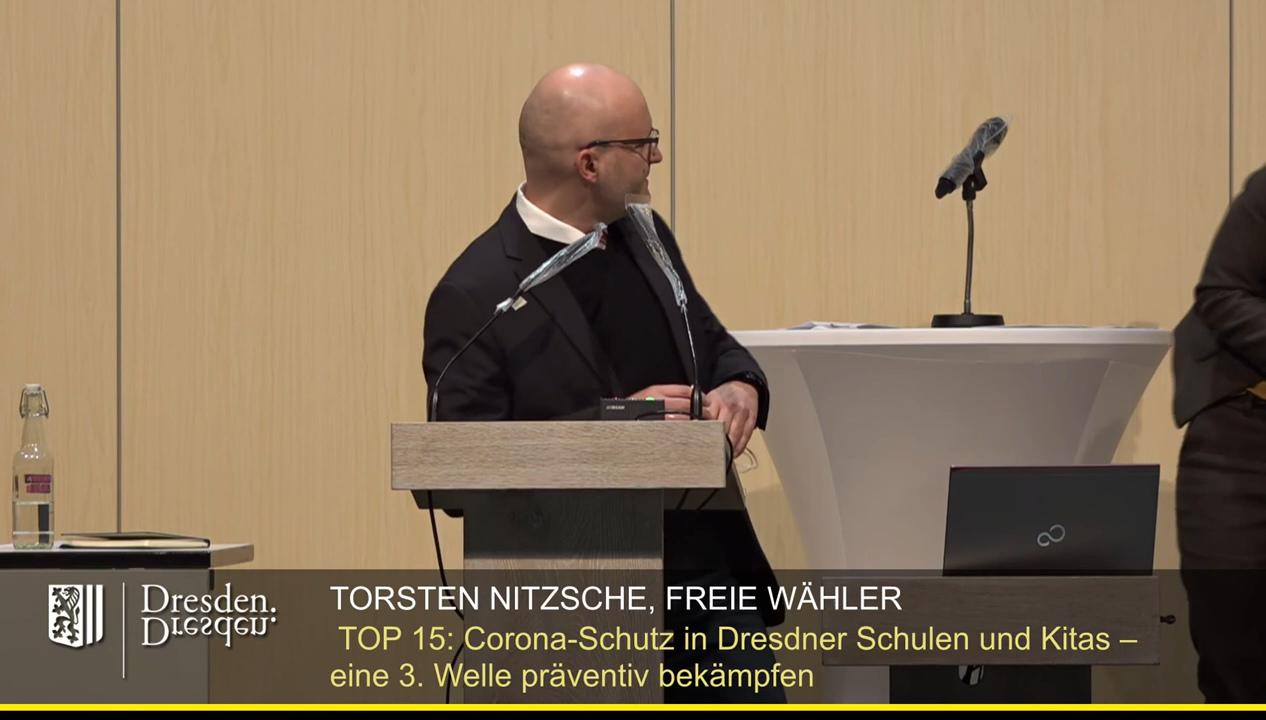 TORSTEN NITZSCHE, FREIE WÄHLER
Dresden.
Dresden.
TOP 15: Corona-Schutz in Dresdner Schulen und Kitas –
eine 3. Welle präventiv bekämpfen